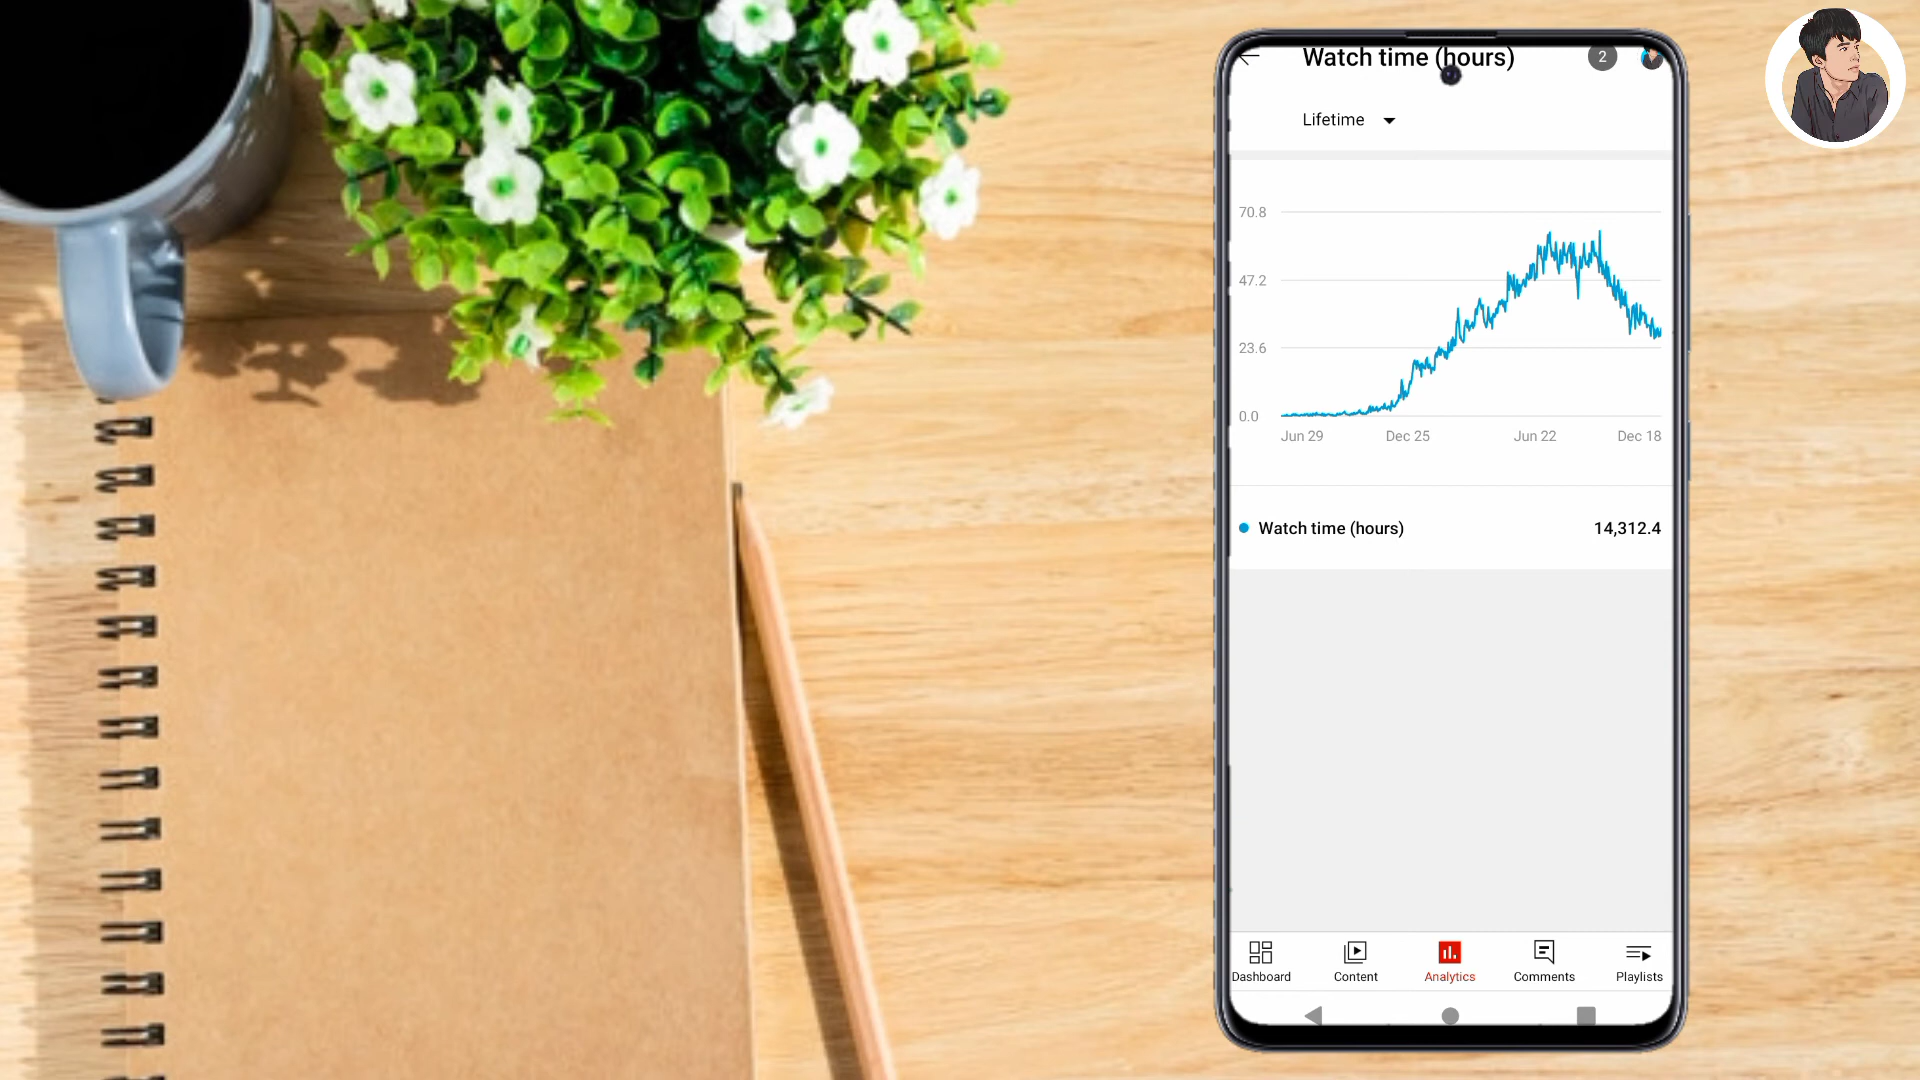 Watch time (hours)
2
Lifetime
70.8
47.2
23.6
0.0
Jun 29 Dec 25 Jun 22 Dec 18
Watch time (hours) 14,312.4
Dashboard Content Analytics Comments Playlists